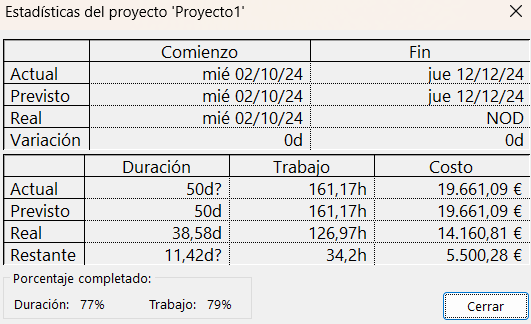 Estadísticas del proyecto 'Proyecto1'
Comienzo Fin
Actual mié 02/10/24 jue 12/12/24
Previsto mié 02/10/24 jue 12/12/24
Real mié 02/10/24 NOD
Variación 0d 0d
Duración Trabajo Costo
Actual 50d? 161,17h 19.661,09 €
Previsto 50d 161,17h 19.661,09 €
Real 38,58d 126,97h 14.160,81 €
Restante 11,42d? 34,2h 5.500,28 €
Porcentaje completado:
Duración: 77% Trabajo: 79%
Cerrar